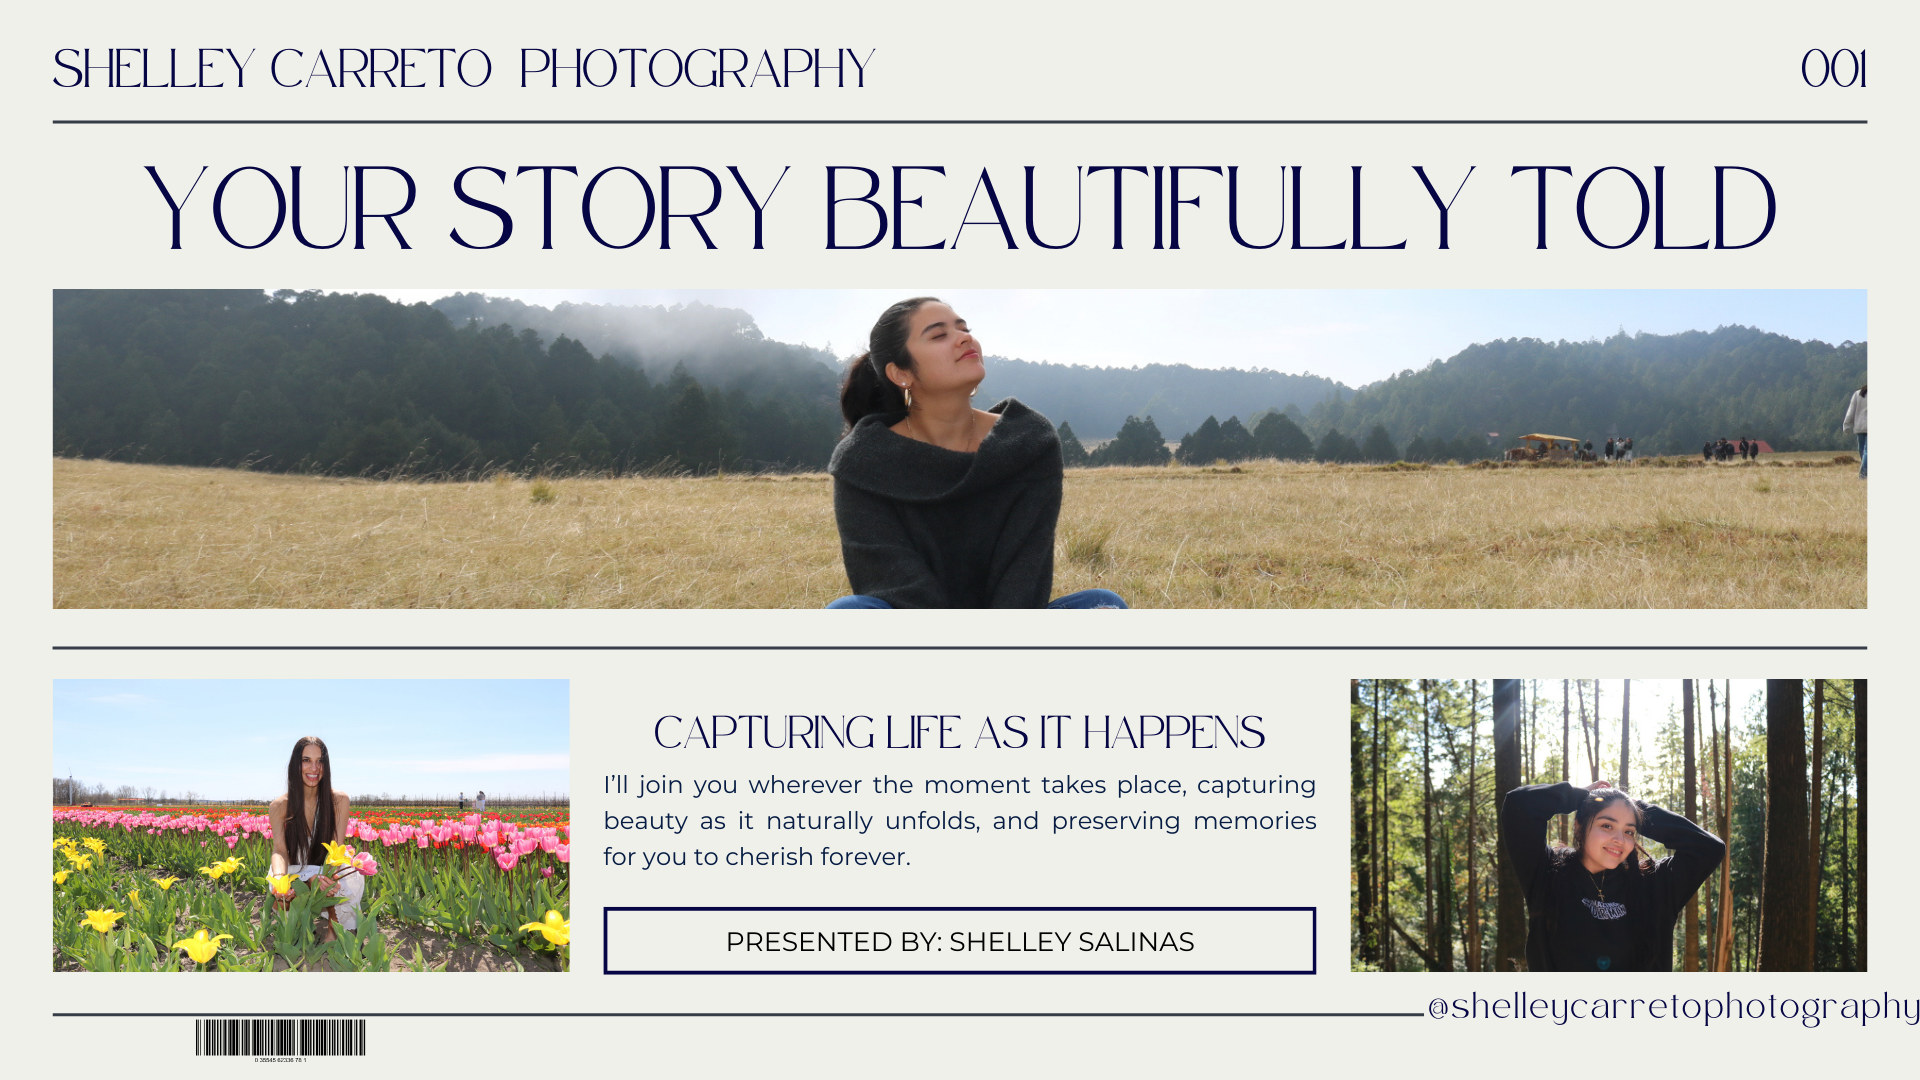 SHELLEY CARRETO PHOTOGRAPHY
001
YOUR STORY BEAUTIFULLY TOLD
CAPTURING LIFE AS IT HAPPENS
I’ll join you wherever the moment takes place, capturing
beauty as it naturally unfolds, and preserving memories
for you to cherish forever.
PRESENTED BY: SHELLEY SALINAS
@shelleycarretophotography